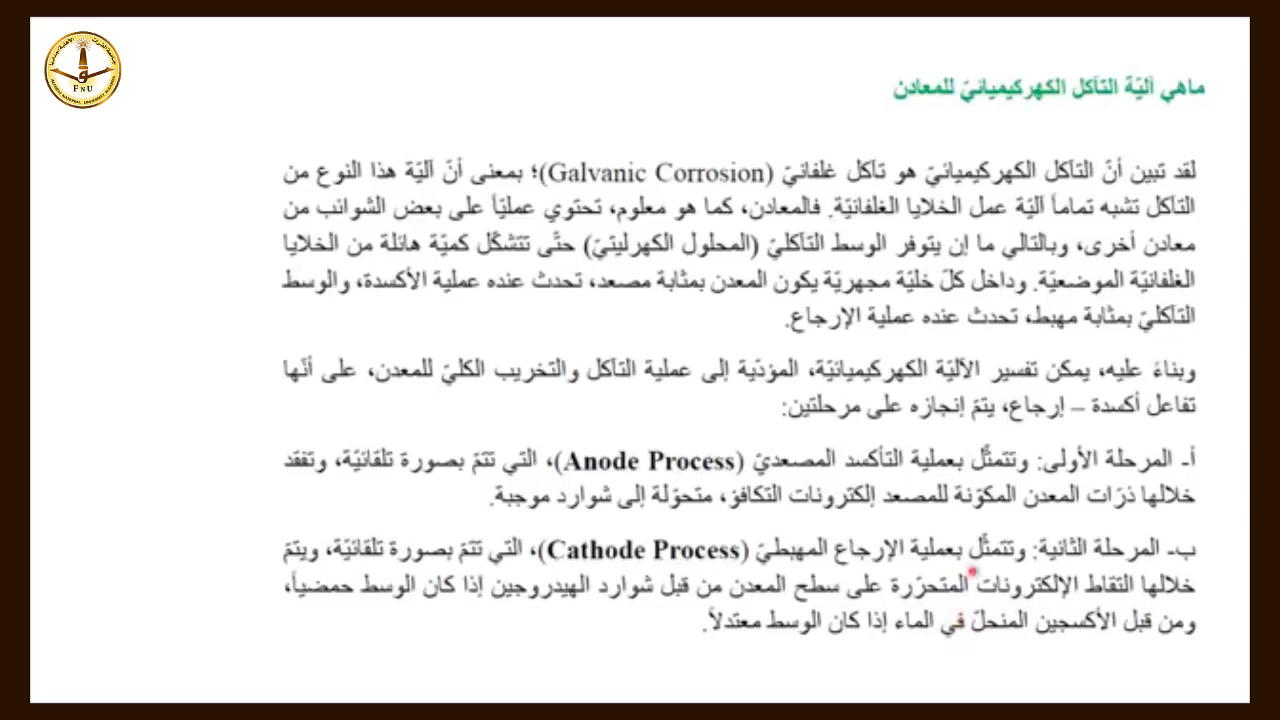 FNU
ماهي آليّة التآكل الكهركيميائيّ للمعادن
لقد تبين أنّ التآكل الكهركيميائيّ هو تآكل غلفانيّ (Galvanic Corrosion)؛ بمعنى أنّ آليّة هذا النوع من
التآكل تشبه تماماً آليّة عمل الخلايا الغلفانيّة. فالمعادن، كما هو معلوم، تحتوي عمليّاً على بعض الشوائب من
معادن أخرى، وبالتالي ما إن يتوفر الوسط التآكليّ (المحلول الكهرليتيّ) حتّى تتشكّل كميّة هائلة من الخلايا
الغلفانيّة الموضعيّة. وداخل كلّ خليّة مجهريّة يكون المعدن بمثابة مصعد، تحدث عنده عملية الأكسدة، والوسط
التآكليّ بمثابة مهبط، تحدث عنده عملية الإرجاع.
وبناءً عليه، يمكن تفسير الآليّة الكهركيميائيّة، المؤدّية إلى عملية التآكل والتخريب الكليّ للمعدن، على أنّها
تفاعل أكسدة – إرجاع، يتمّ إنجازه على مرحلتين:
أ- المرحلة الأولى: وتتمثّل بعملية التأكسد المصعديّ (Anode Process)، التي تتمّ بصورة تلقائيّة، وتفقد
خلالها ذرّات المعدن المكوّنة للمصعد إلكترونات التكافؤ، متحوّلة إلى شوارد موجبة.
ب- المرحلة الثانية: وتتمثّل بعملية الإرجاع المهبطيّ (Cathode Process)، التي تتمّ بصورة تلقائيّة، ويتمّ
خلالها التقاط الإلكترونات المتحرّرة على سطح المعدن من قبل شوارد الهيدروجين إذا كان الوسط حمضياً،
ومن قبل الأكسجين المنحلّ في الماء إذا كان الوسط معتدلاً.